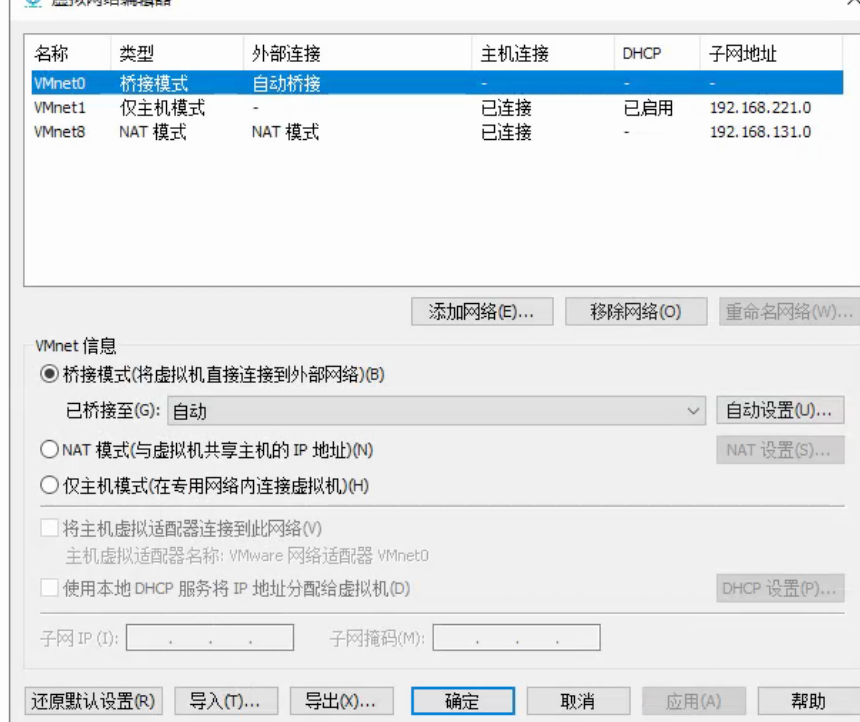 虚拟网络编辑器
名称 类型 外部连接 主机连接 DHCP 子网地址
VMnet0 桥接模式 自动桥接 - - -
VMnet1 仅主机模式 - 已连接 已启用 192.168.221.0
VMnet8 NAT 模式 NAT 模式 已连接 - 192.168.131.0
添加网络(E)... 移除网络(O) 重命名网络(W)...
VMnet 信息
桥接模式(将虚拟机直接连接到外部网络)(B)
已桥接至(G): 自动 自动设置(U)...
NAT 模式(与虚拟机共享主机的 IP 地址)(N) NAT 设置(S)...
仅主机模式(在专用网络内连接虚拟机)(H)
将主机虚拟适配器连接到此网络(V)
主机虚拟适配器名称: VMware 网络适配器 VMnet0
使用本地 DHCP 服务将 IP 地址分配给虚拟机(D) DHCP 设置(P)...
子网 IP (I): . . . 子网掩码(M): . . .
还原默认设置(R) 导入(T)... 导出(X)... 确定 取消 应用(A) 帮助